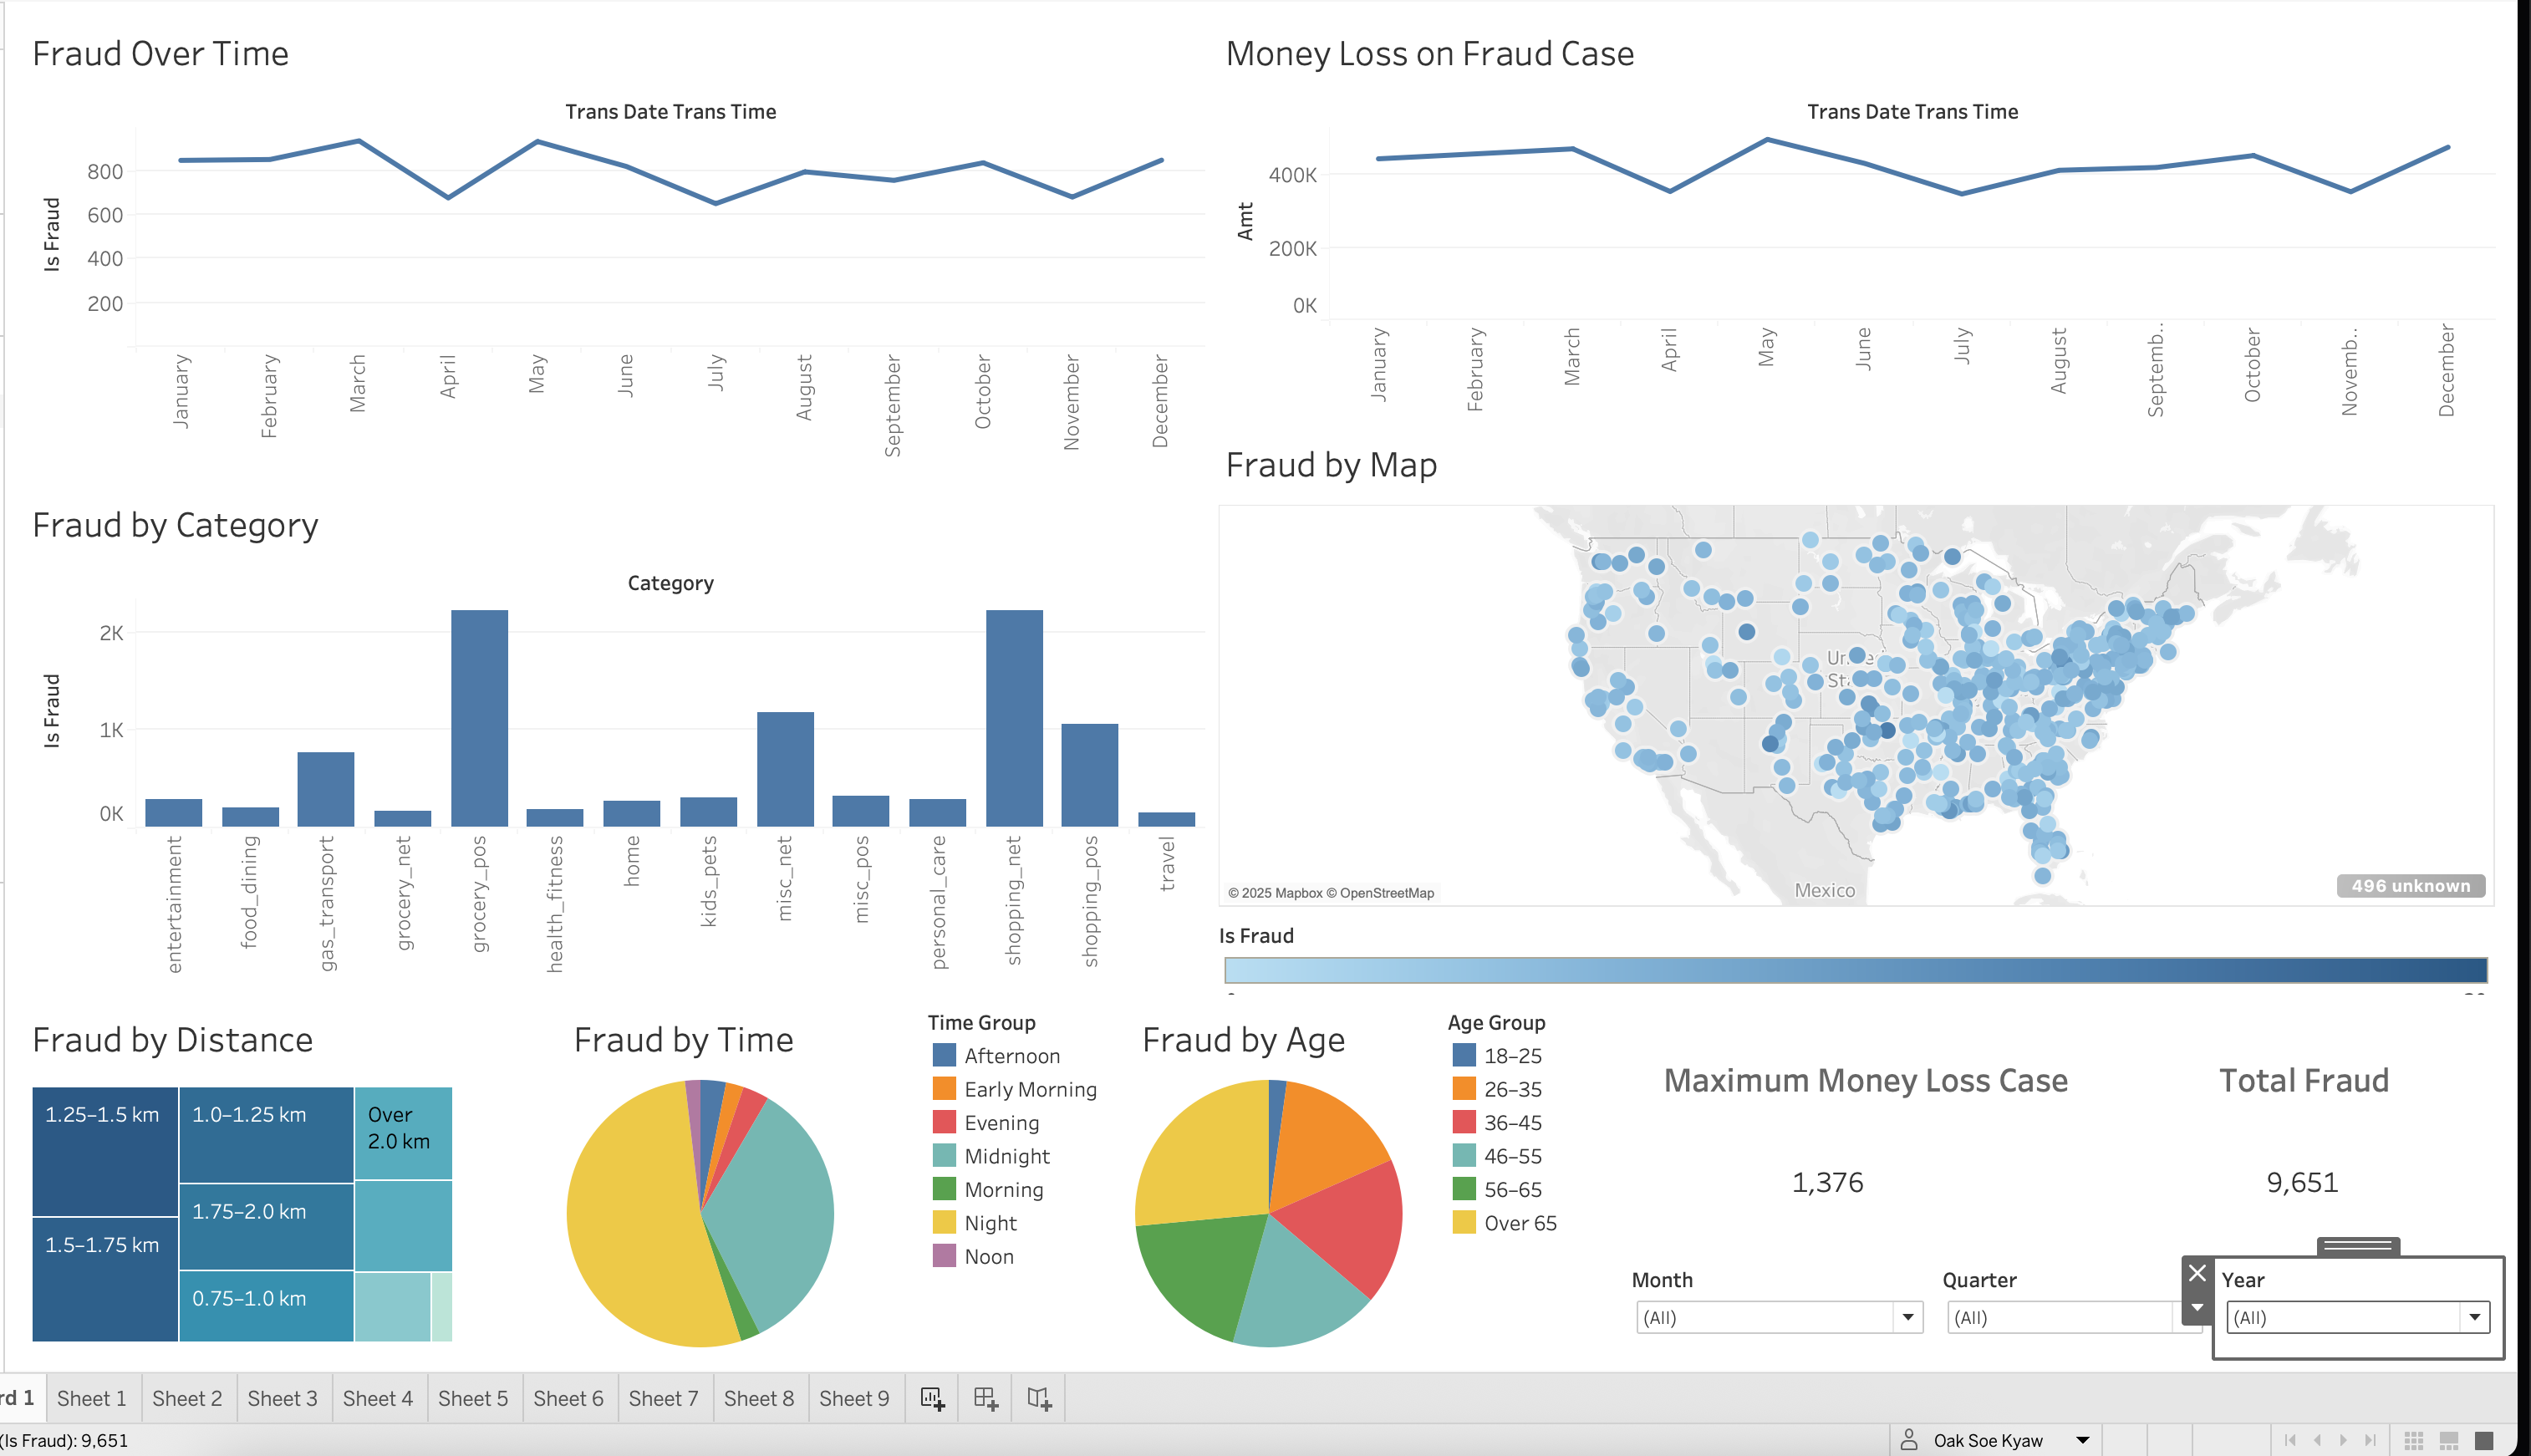 Fraud Over Time
Trans Date Trans Time
Is Fraud
800
600
400
200
January
February
March
April
May
June
July
August
September
October
November
December
Money Loss on Fraud Case
Trans Date Trans Time
Amt
400K
200K
0K
January
February
March
April
May
June
July
August
Septemb..
October
Novemb..
December
Fraud by Category
Category
Is Fraud
2K
1K
0K
entertainment
food_dining
gas_transport
grocery_net
grocery_pos
health_fitness
home
kids_pets
misc_net
misc_pos
personal_care
shopping_net
shopping_pos
travel
Fraud by Map
Mexico
© 2025 Mapbox © OpenStreetMap
496 unknown
Is Fraud
Fraud by Distance
1.25–1.5 km
1.0–1.25 km
Over
2.0 km
1.75–2.0 km
1.5–1.75 km
0.75–1.0 km
Fraud by Time
Time Group
Afternoon
Early Morning
Evening
Midnight
Morning
Night
Noon
Fraud by Age
Age Group
18–25
26–35
36–45
46–55
56–65
Over 65
Maximum Money Loss Case
1,376
Total Fraud
9,651
Month
(All)
Quarter
(All)
Year
(All)
rd 1
Sheet 1
Sheet 2
Sheet 3
Sheet 4
Sheet 5
Sheet 6
Sheet 7
Sheet 8
Sheet 9
(Is Fraud): 9,651
Oak Soe Kyaw